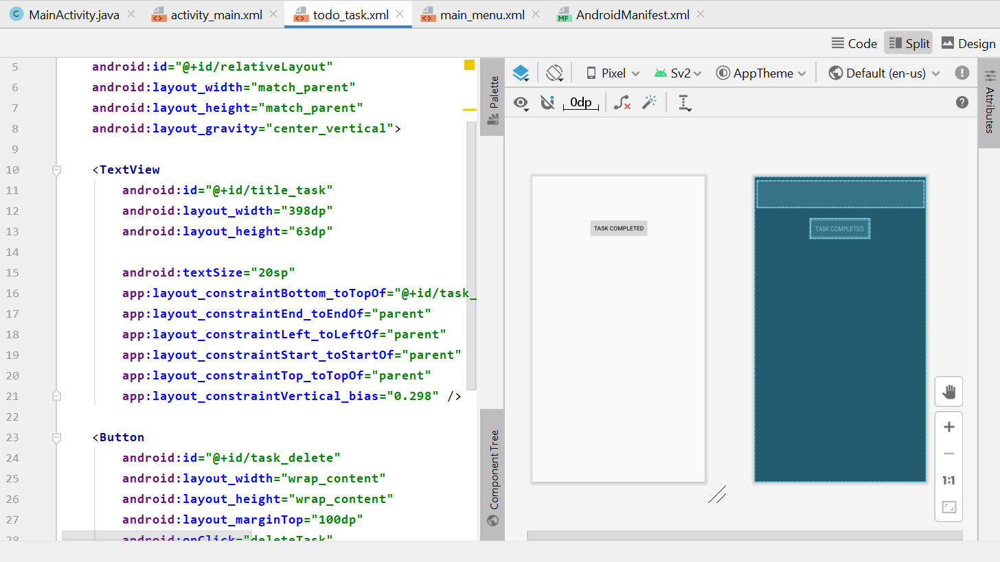 MainActivity.java
activity_main.xml
todo_task.xml
main_menu.xml
MF
AndroidManifest.xml
Code
Split
Design
5 android:id="@+id/relativeLayout"
6 android:layout_width="match_parent"
7 android:layout_height="match_parent"
8 android:layout_gravity="center_vertical">
9
10 <TextView
11 android:id="@+id/title_task"
12 android:layout_width="398dp"
13 android:layout_height="63dp"
14
15 android:textSize="20sp"
16 app:layout_constraintBottom_toTopOf="@+id/task_
17 app:layout_constraintEnd_toEndOf="parent"
18 app:layout_constraintLeft_toLeftOf="parent"
19 app:layout_constraintStart_toStartOf="parent"
20 app:layout_constraintTop_toTopOf="parent"
21 app:layout_constraintVertical_bias="0.298" />
22
23 <Button
24 android:id="@+id/task_delete"
25 android:layout_width="wrap_content"
26 android:layout_height="wrap_content"
27 android:layout_marginTop="100dp"
28 android:onClick="deleteTask"
Palette
Component Tree
Pixel
Sv2
AppTheme
Default (en-us)
0dp
Attributes
TASK COMPLETED
TASK COMPLETED
1:1